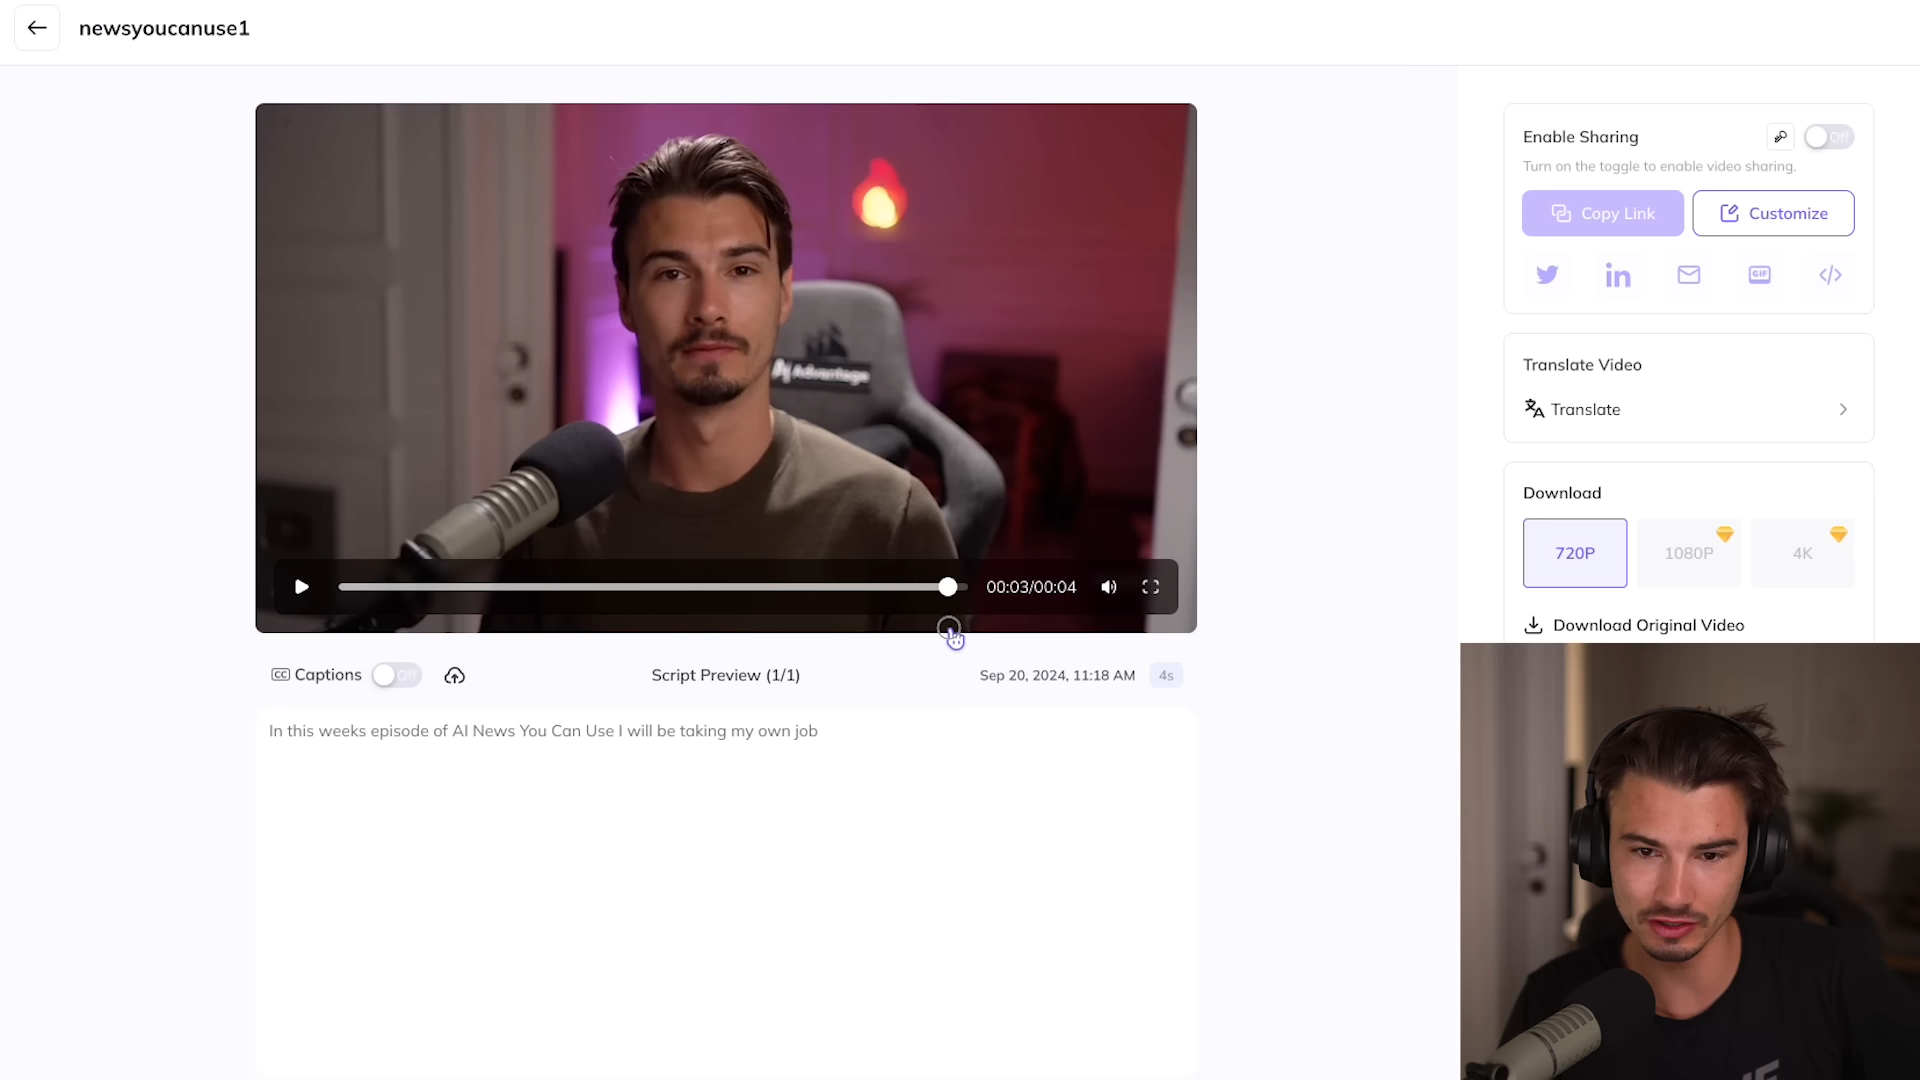 newsyoucanuse1
Enable Sharing
Off
Turn on the toggle to enable video sharing.
Copy Link
Customize
in
GIF
</>
Translate Video
Translate
Download
720P
1080P
4K
Download Original Video
AI Advantage
00:03/00:04
CC Captions
Off
Script Preview (1/1)
Sep 20, 2024, 11:18 AM
4s
In this weeks episode of AI News You Can Use I will be taking my own job